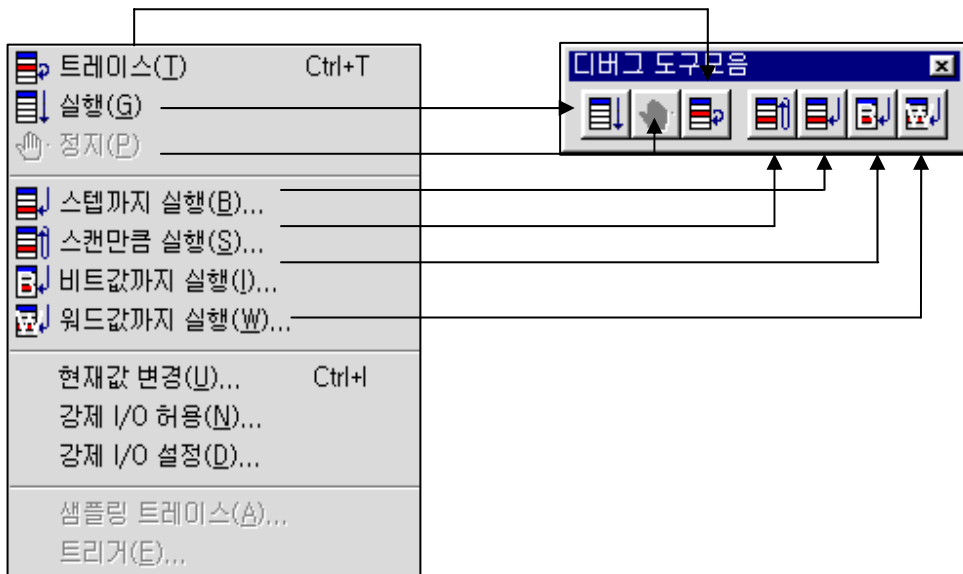 트레이스(T) Ctrl+T
실행(G)
정지(P)
스텝까지 실행(B)...
스캔만큼 실행(S)...
비트값까지 실행(I)...
워드값까지 실행(W)...
현재값 변경(U)... Ctrl+I
강제 I/O 허용(N)...
강제 I/O 설정(D)...
샘플링 트레이스(A)...
트리거(E)...
디버그 도구모음